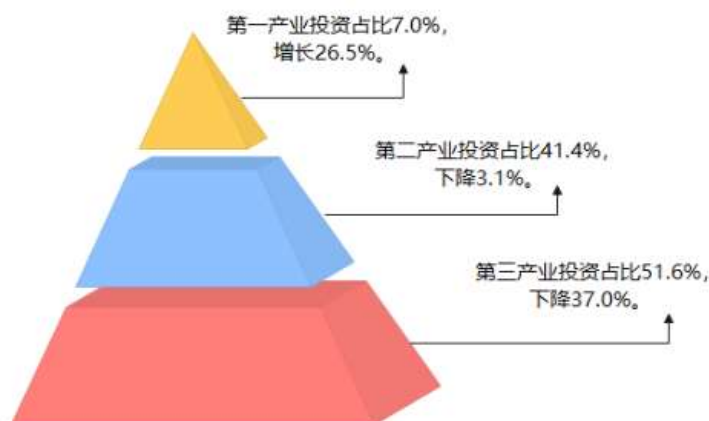 第一产业投资占比7.0%，
增长26.5%。
第二产业投资占比41.4%，
下降3.1%。
第三产业投资占比51.6%，
下降37.0%。